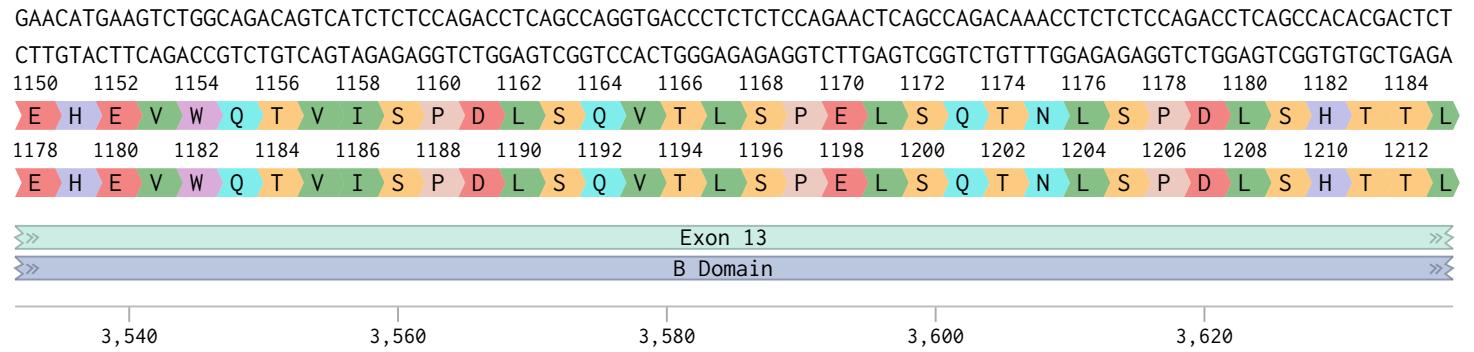 GAACATGAAGTCTGGCAGACAGTCATCTCTCCAGACCTCAGCCAGGTGACCCTCTCTCCAGAACTCAGCCAGACAAACCTCTCTCCAGACCTCAGCCACACGACTCT
CTTGTACTTCAGACCGTCTGTCAGTAGAGAGGTCTGGAGTCGGTCCACTGGGAGAGAGGTCTTGAGTCGGTCTGTTTGGAGAGAGGTCTGGAGTCGGTGTGCTGAGA
1150 1152 1154 1156 1158 1160 1162 1164 1166 1168 1170 1172 1174 1176 1178 1180 1182 1184
E H E V W Q T V I S P D L S Q V T L S P E L S Q T N L S P D L S H T T L
1178 1180 1182 1184 1186 1188 1190 1192 1194 1196 1198 1200 1202 1204 1206 1208 1210 1212
E H E V W Q T V I S P D L S Q V T L S P E L S Q T N L S P D L S H T T L
Exon 13
B Domain
3,540 3,560 3,580 3,600 3,620